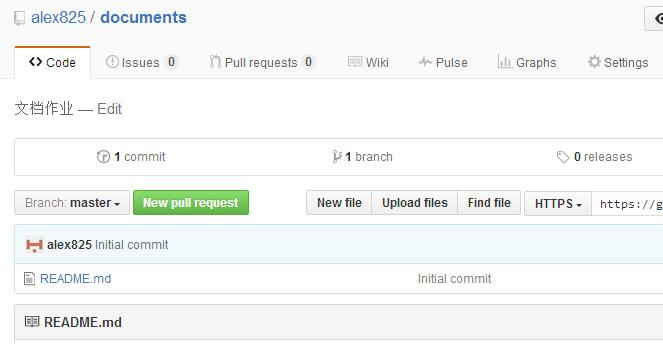 alex825 / documents
Code Issues 0 Pull requests 0 Wiki Pulse Graphs Settings
文档作业 — Edit
1 commit 1 branch 0 releases
Branch: master New pull request New file Upload files Find file HTTPS https://g
alex825 Initial commit
README.md Initial commit
README.md